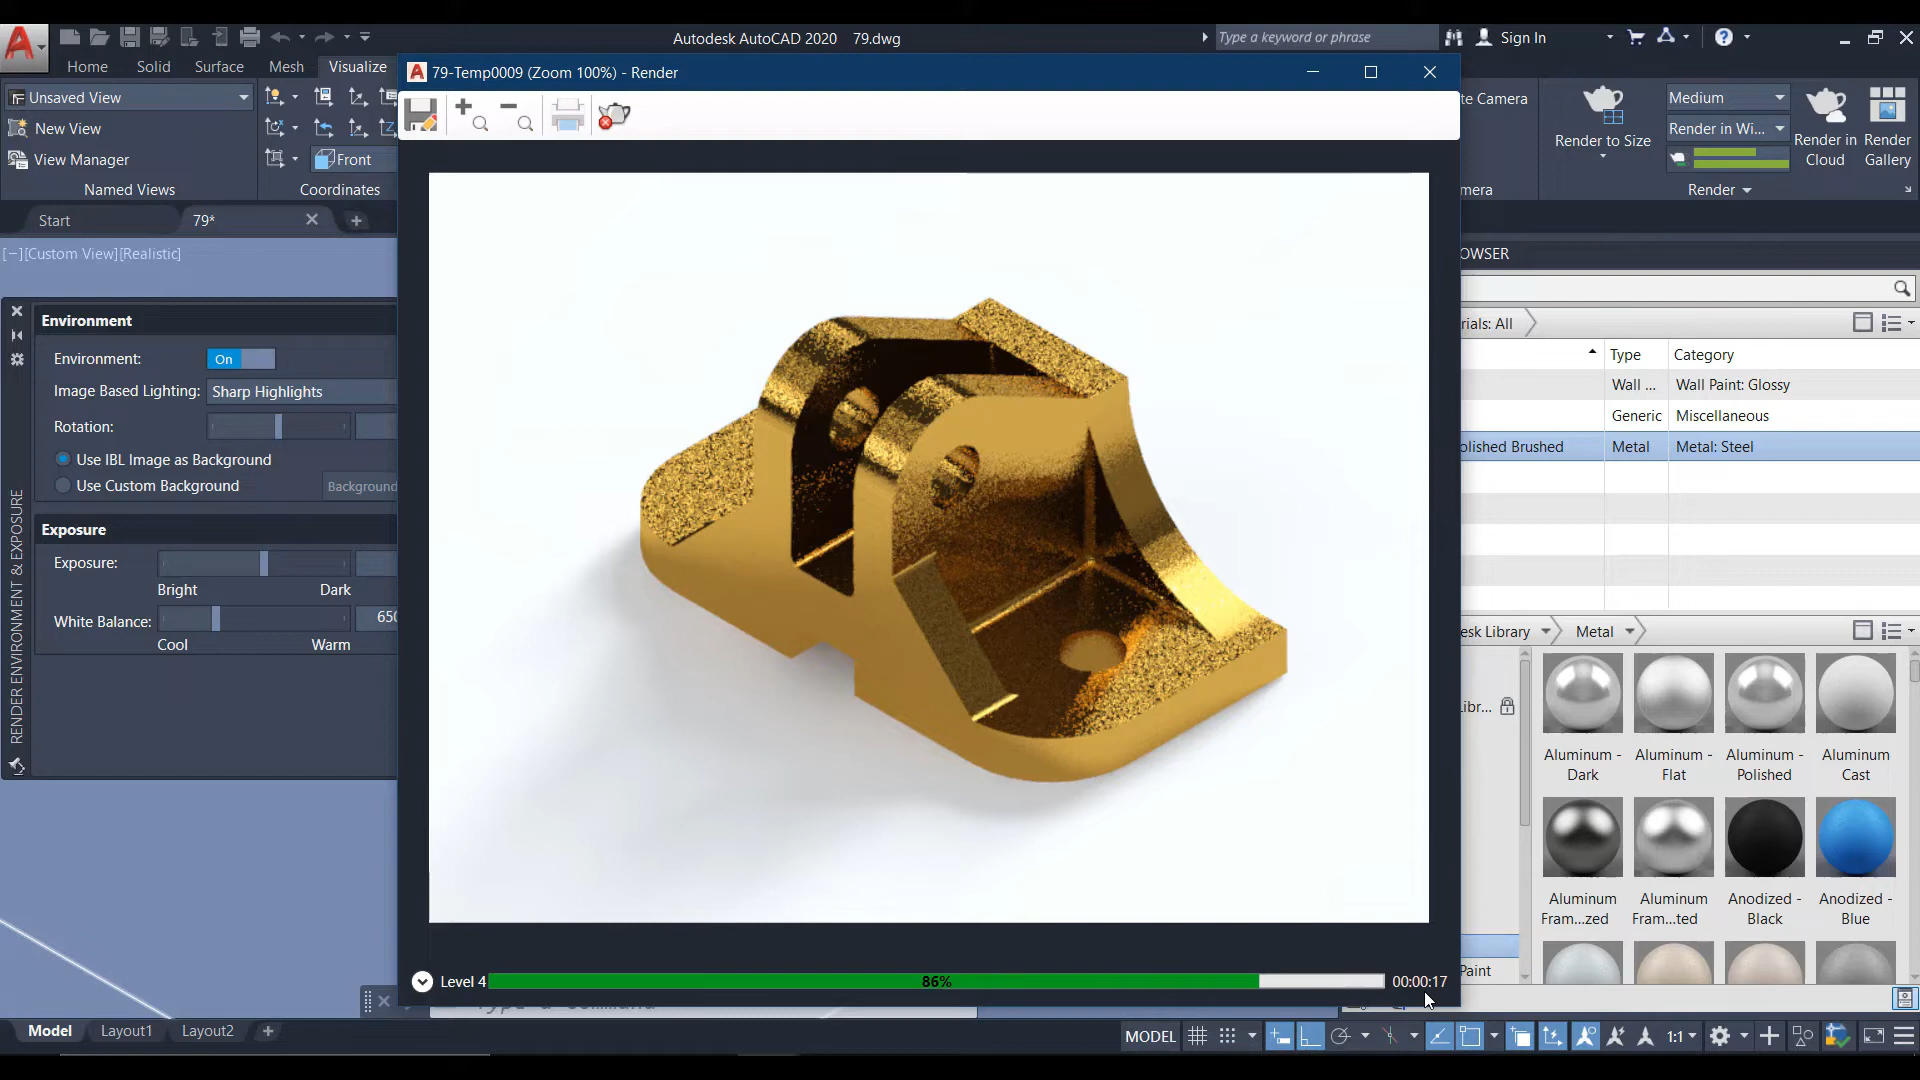 Autodesk AutoCAD 2020 79.dwg
Type a keyword or phrase
Sign In
Home Solid Surface Mesh Visualize
79-Temp0009 (Zoom 100%) - Render
Unsaved View
New View
View Manager
Named Views
Front
Coordinates
te Camera
mera
Render to Size
Medium
Render in Wi...
Render
Render in
Cloud
Render
Gallery
Start
79*
[−][Custom View][Realistic]
RENDER ENVIRONMENT & EXPOSURE
Environment
Environment: On
Image Based Lighting: Sharp Highlights
Rotation:
Use IBL Image as Background
Use Custom Background
Background
Exposure
Exposure:
Bright Dark
White Balance: 650
Cool Warm
OWSER
rials: All
Type Category
Wall ... Wall Paint: Glossy
Generic Miscellaneous
olished Brushed Metal Metal: Steel
esk Library Metal
ibr...
Paint
Aluminum -
Dark
Aluminum -
Flat
Aluminum -
Polished
Aluminum
Cast
Aluminum
Fram...zed
Aluminum
Fram...ted
Anodized -
Black
Anodized -
Blue
Level 4 86% 00:00:17
Type a command
Model Layout1 Layout2
MODEL
1:1